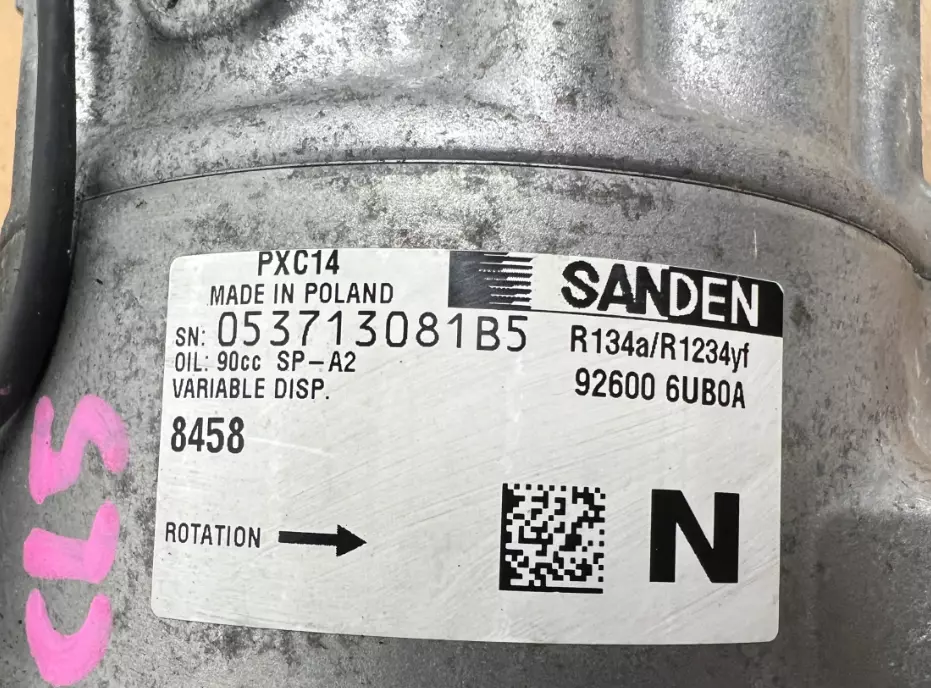 PXC14
MADE IN POLAND
SANDEN
SN: 053713081B5
R134a/R1234yf
OIL: 90cc SP-A2
VARIABLE DISP.
92600 6UB0A
8458
ROTATION
N
CLS